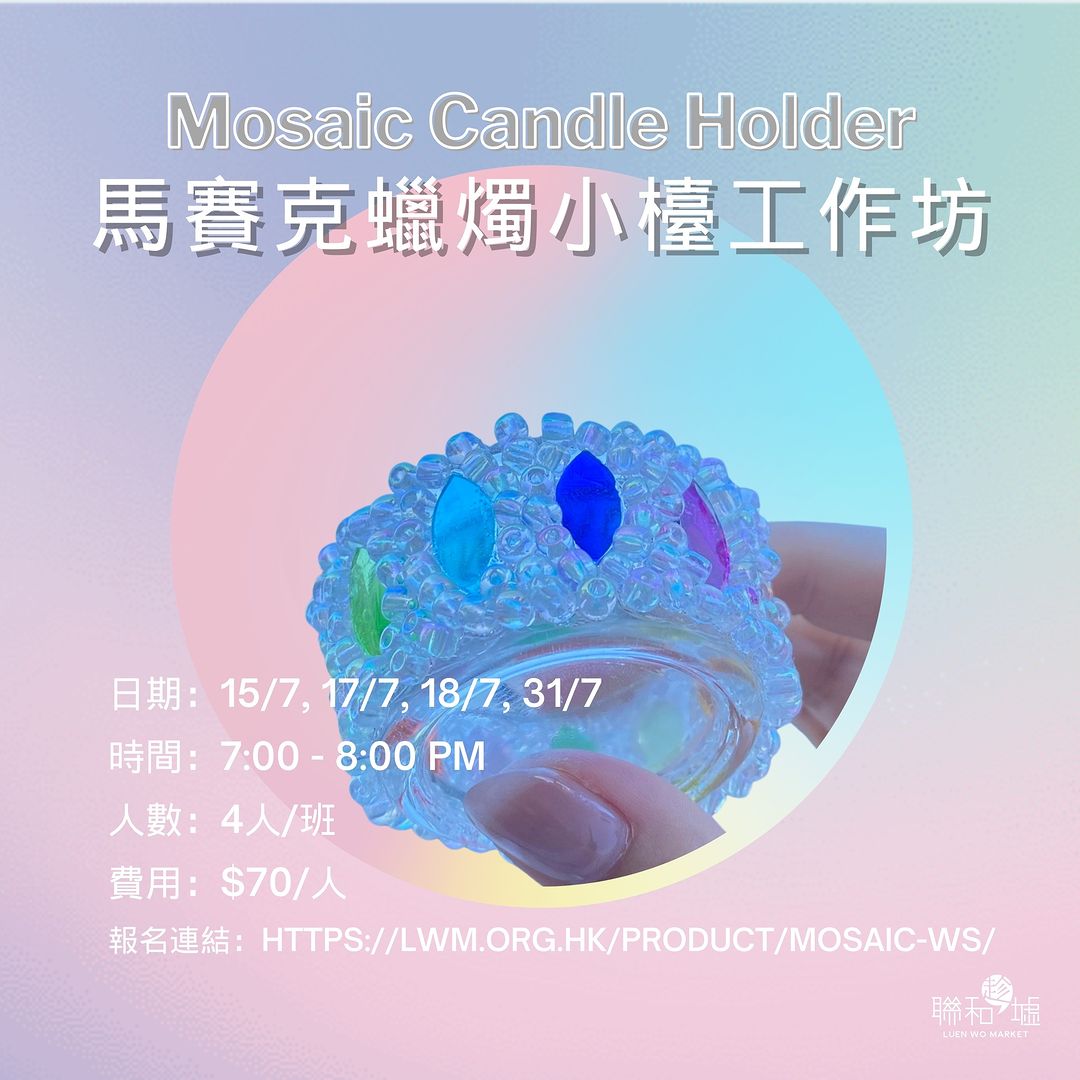 Mosaic Candle Holder
馬賽克蠟燭小檯工作坊
日期：15/7, 17/7, 18/7, 31/7
時間：7:00 - 8:00 PM
人數：4人/班
費用：$70/人
報名連結：HTTPS://LWM.ORG.HK/PRODUCT/MOSAIC-WS/
聯和趁墟
LUEN WO MARKET